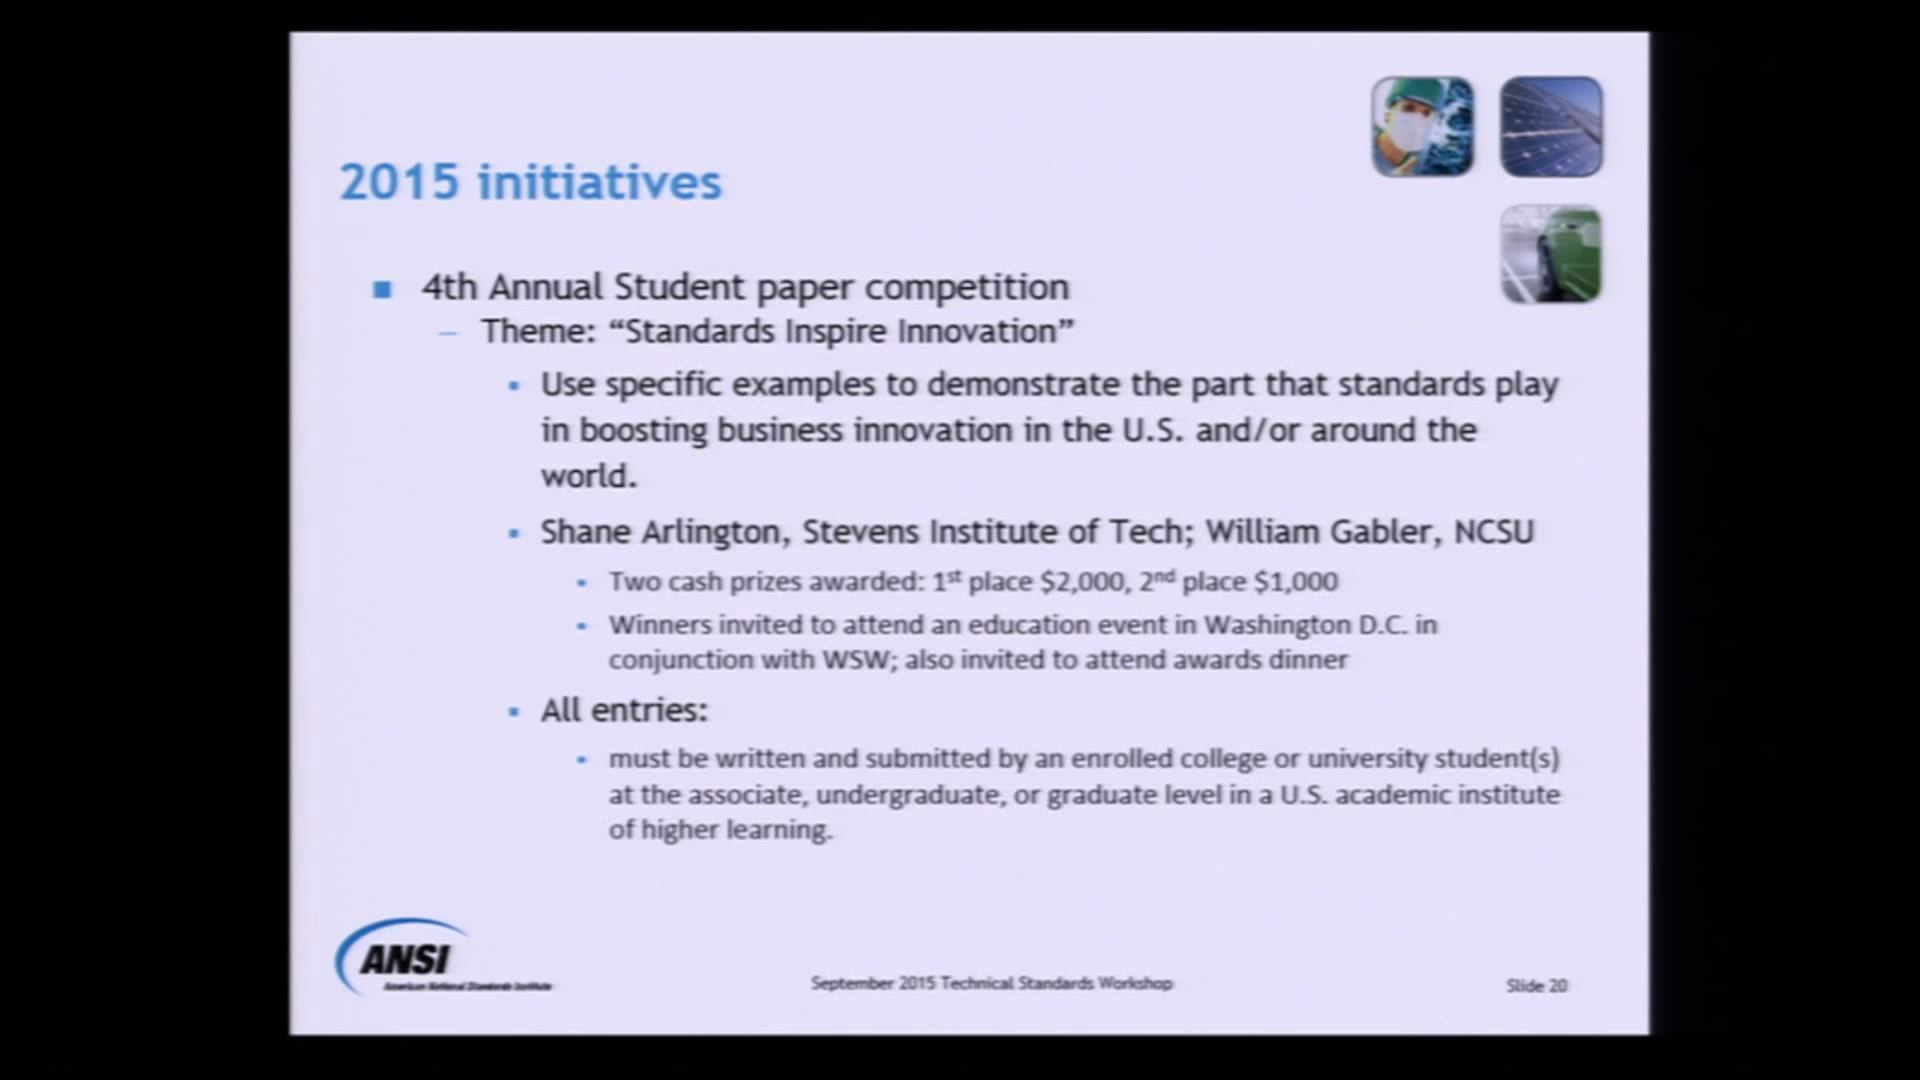 2015 initiatives
4th Annual Student paper competition
– Theme: “Standards Inspire Innovation”
Use specific examples to demonstrate the part that standards play
in boosting business innovation in the U.S. and/or around the
world.
Shane Arlington, Stevens Institute of Tech; William Gabler, NCSU
Two cash prizes awarded: 1st place $2,000, 2nd place $1,000
Winners invited to attend an education event in Washington D.C. in
conjunction with WSW; also invited to attend awards dinner
All entries:
must be written and submitted by an enrolled college or university student(s)
at the associate, undergraduate, or graduate level in a U.S. academic institute
of higher learning.
ANSI
American National Standards Institute
September 2015 Technical Standards Workshop
Slide 20